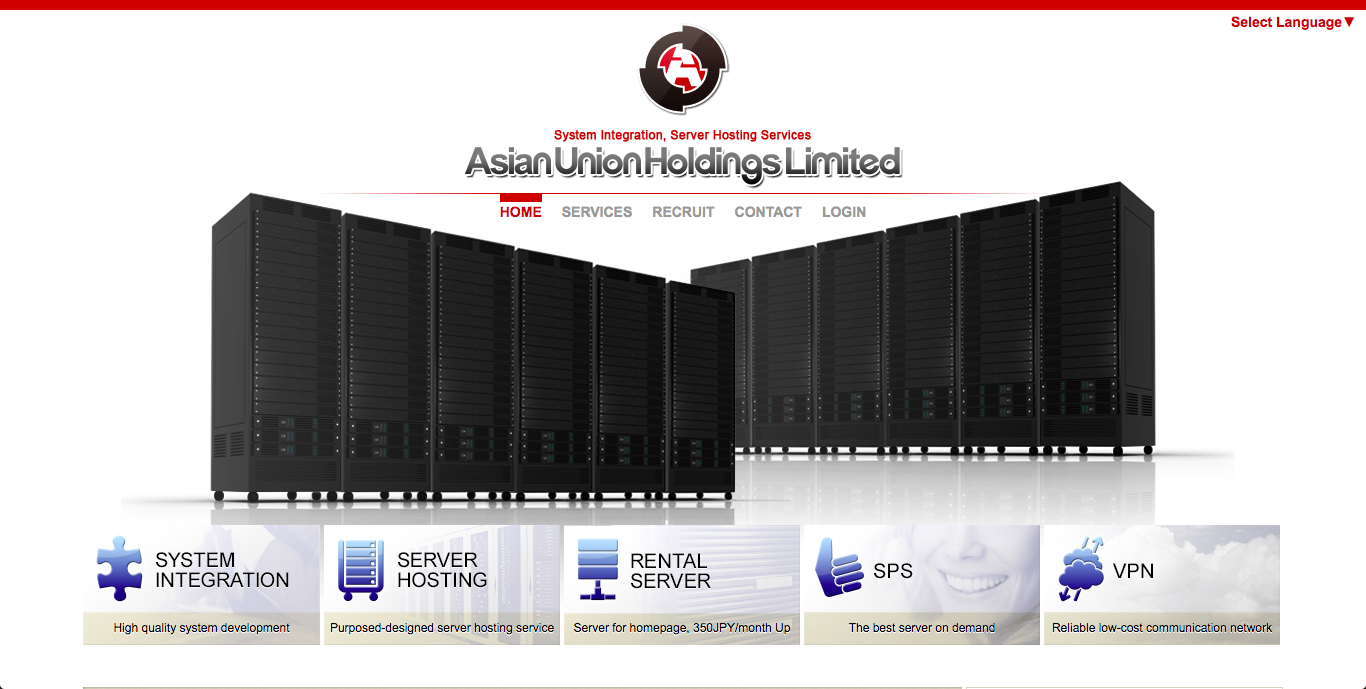 Select Language▼
System Integration, Server Hosting Services
Asian Union Holdings Limited
HOME SERVICES RECRUIT CONTACT LOGIN
SYSTEM
INTEGRATION
High quality system development
SERVER
HOSTING
Purposed-designed server hosting service
RENTAL
SERVER
Server for homepage, 350JPY/month Up
SPS
The best server on demand
VPN
Reliable low-cost communication network